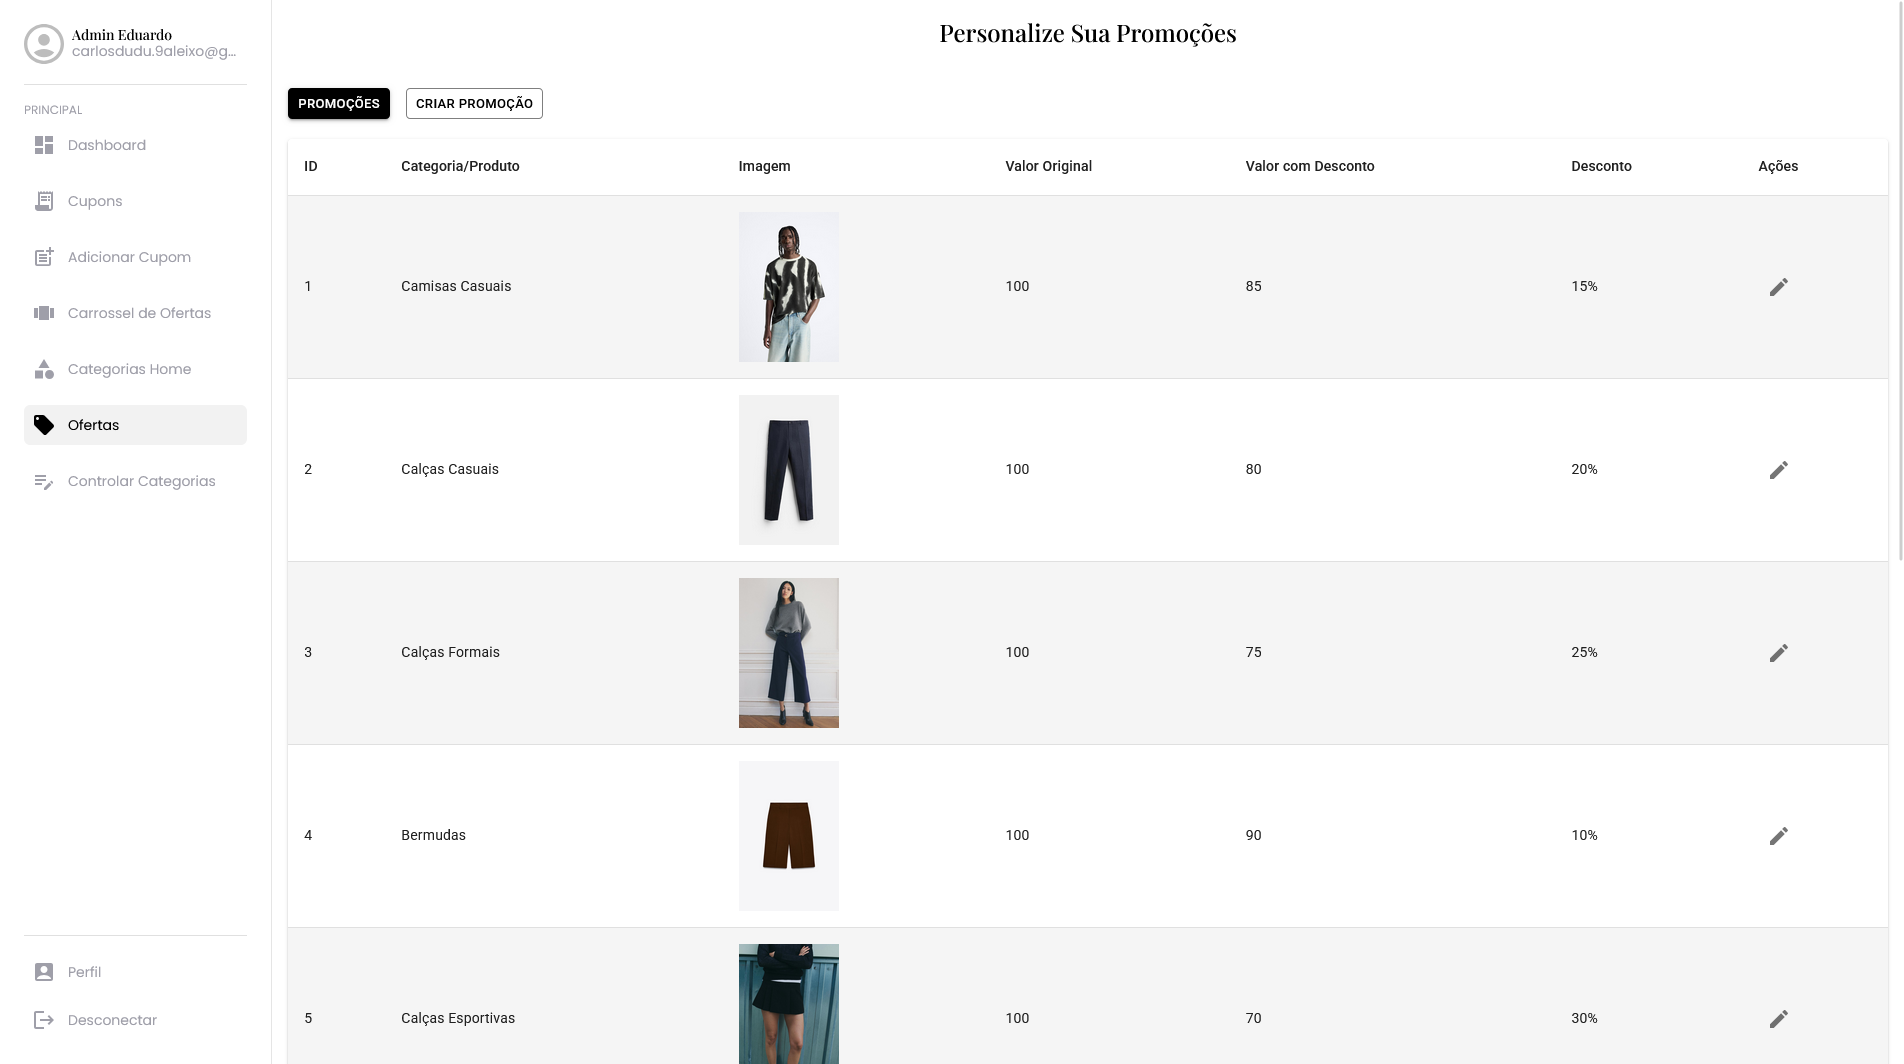 Admin Eduardo
carlosdudu.9aleixo@g...
PRINCIPAL
Dashboard
Cupons
Adicionar Cupom
Carrossel de Ofertas
Categorias Home
Ofertas
Controlar Categorias
Perfil
Desconectar
Personalize Sua Promoções
PROMOÇÕES CRIAR PROMOÇÃO
ID Categoria/Produto Imagem Valor Original Valor com Desconto Desconto Ações
1 Camisas Casuais 100 85 15%
2 Calças Casuais 100 80 20%
3 Calças Formais 100 75 25%
4 Bermudas 100 90 10%
5 Calças Esportivas 100 70 30%